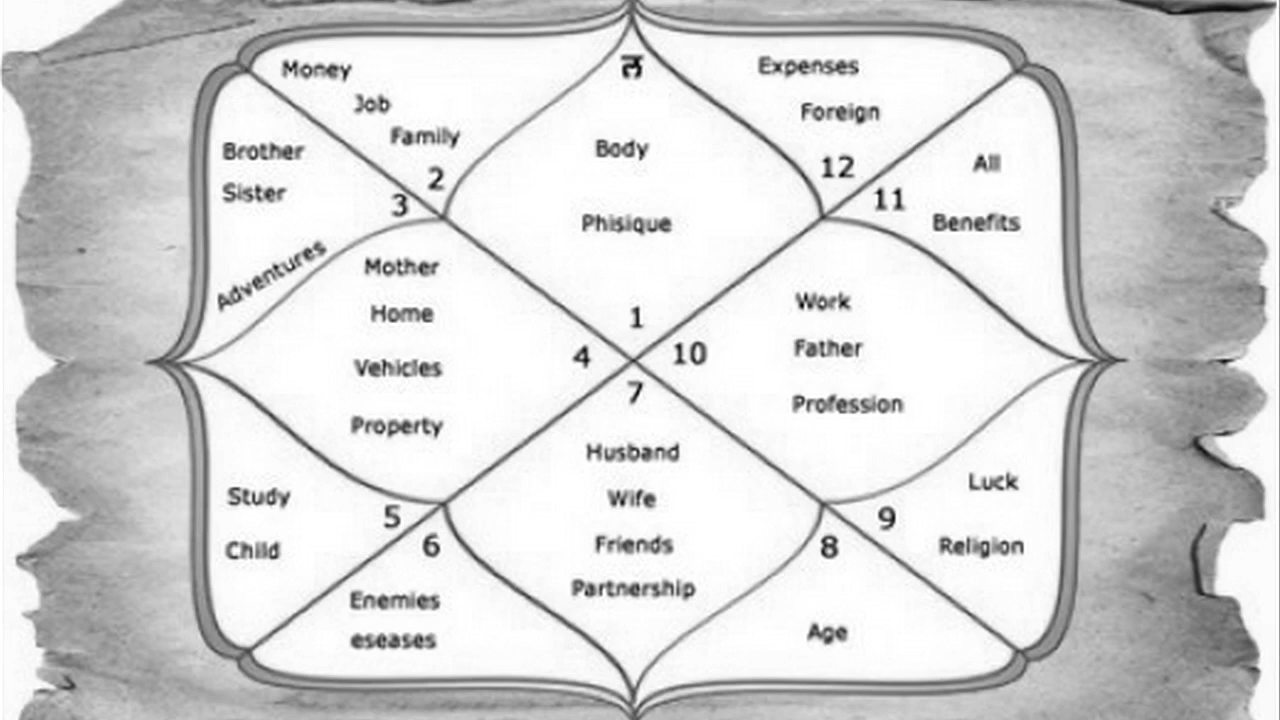 Money
Job
Family
2
ल
Body
Phisique
1
Expenses
Foreign
12
Brother
Sister
Adventures
3
All
Benefits
11
Mother
Home
Vehicles
Property
4
Work
Father
Profession
10
7
Husband
Wife
Friends
Partnership
Study
Child
5
6
Enemies
eseases
8
Age
Luck
Religion
9